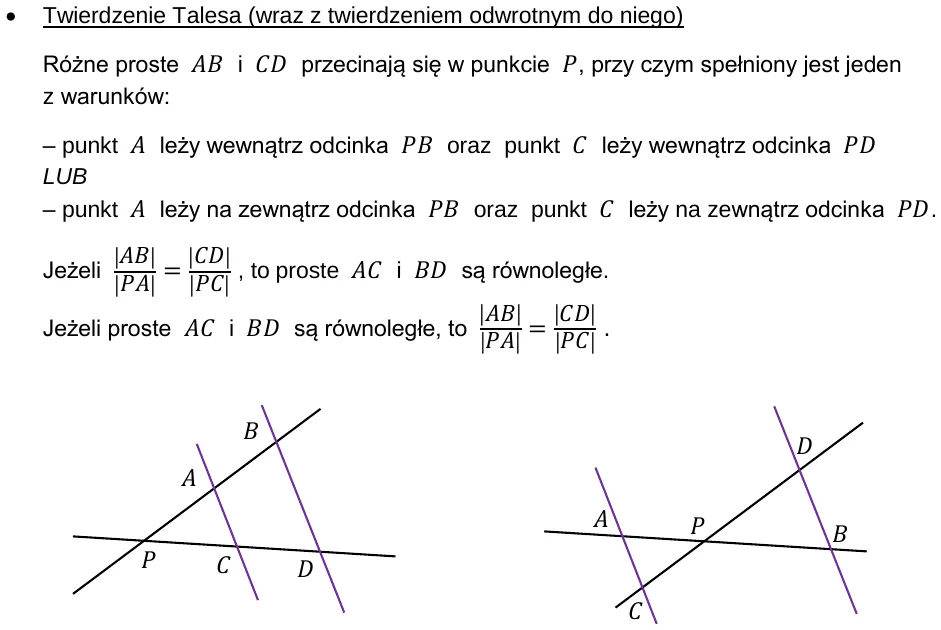 • Twierdzenie Talesa (wraz z twierdzeniem odwrotnym do niego)
Różne proste AB i CD przecinają się w punkcie P, przy czym spełniony jest jeden
z warunków:
– punkt A leży wewnątrz odcinka PB oraz punkt C leży wewnątrz odcinka PD
LUB
– punkt A leży na zewnątrz odcinka PB oraz punkt C leży na zewnątrz odcinka PD.
Jeżeli |AB|/|PA| = |CD|/|PC| , to proste AC i BD są równoległe.
Jeżeli proste AC i BD są równoległe, to |AB|/|PA| = |CD|/|PC| .
B
A
P
C
D
D
A
P
B
C